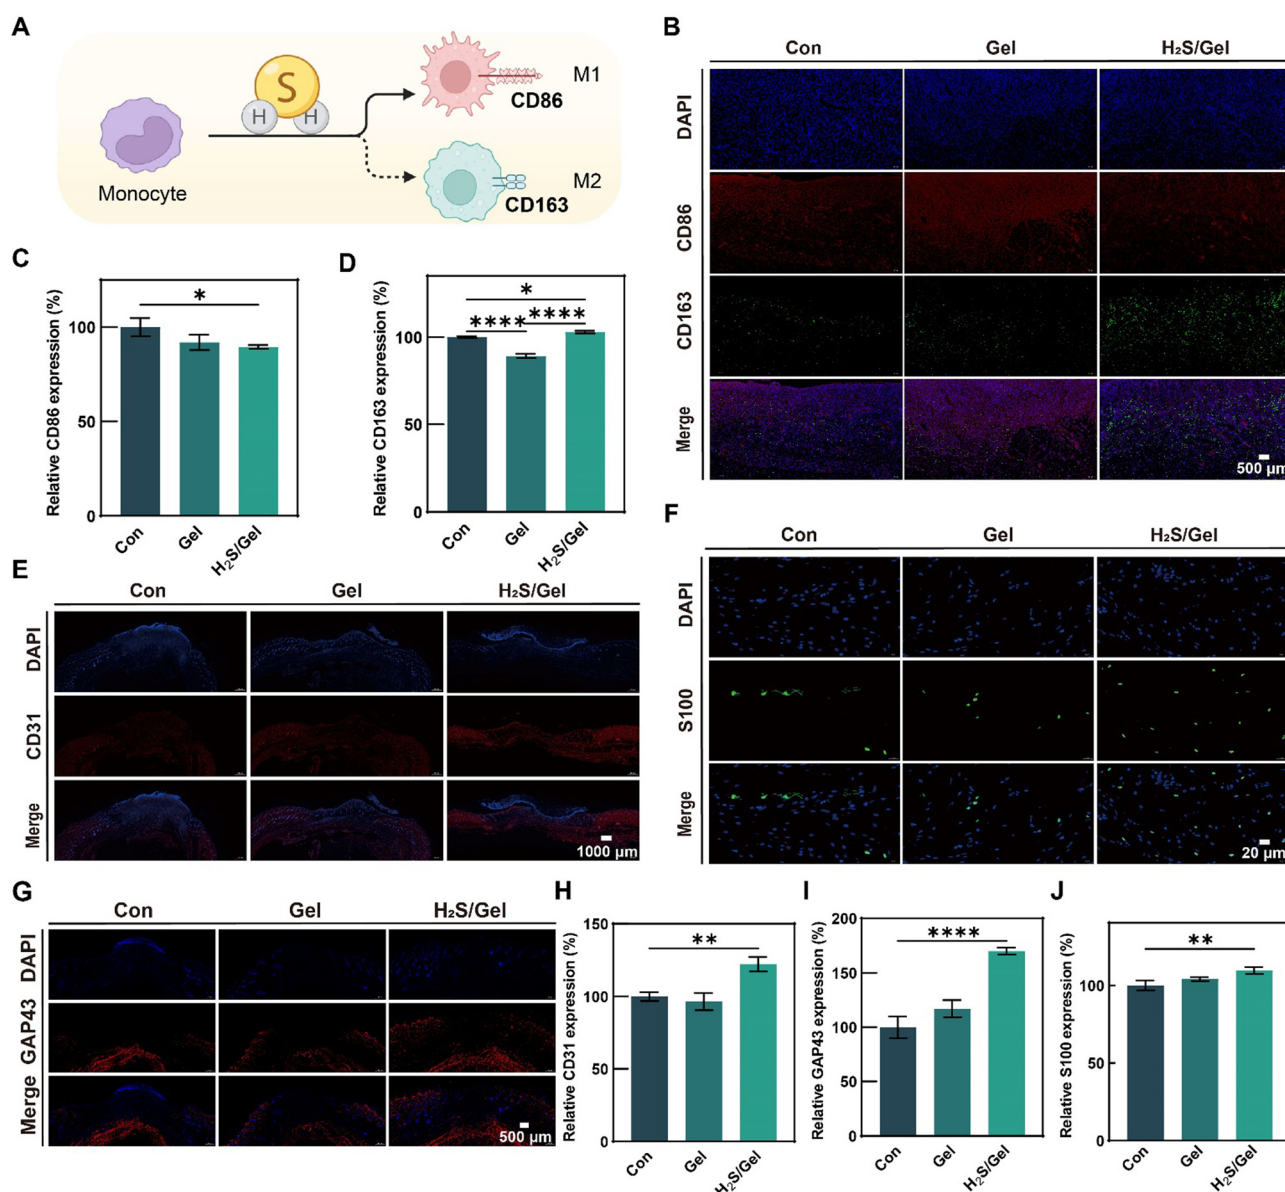 A
S
H H
Monocyte
M1
CD86
M2
CD163
B
Con Gel H₂S/Gel
DAPI
CD86
CD163
Merge
500 µm
C
Relative CD86 expression (%)
100
50
0
*
Con Gel H₂S/Gel
D
Relative CD163 expression (%)
100
50
0
*
**** ****
Con Gel H₂S/Gel
E
Con Gel H₂S/Gel
DAPI
CD31
Merge
1000 µm
F
Con Gel H₂S/Gel
DAPI
S100
Merge
20 µm
G
Con Gel H₂S/Gel
DAPI
GAP43
Merge
500 µm
H
Relative CD31 expression (%)
150
100
50
0
**
Con Gel H₂S/Gel
I
Relative GAP43 expression (%)
200
150
100
50
0
****
Con Gel H₂S/Gel
J
Relative S100 expression (%)
100
50
0
**
Con Gel H₂S/Gel